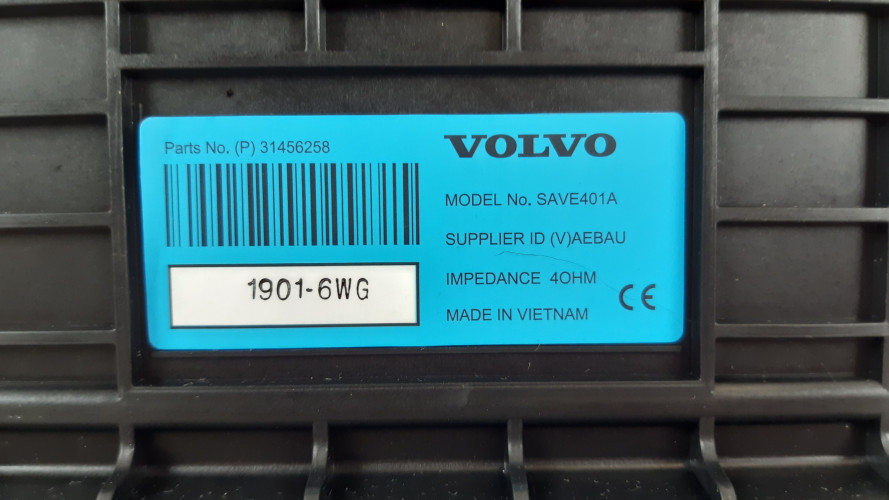 Parts No. (P) 31456258
1901-6WG
VOLVO
MODEL No. SAVE401A
SUPPLIER ID (V)AEBAU
IMPEDANCE 4OHM
MADE IN VIETNAM
CE